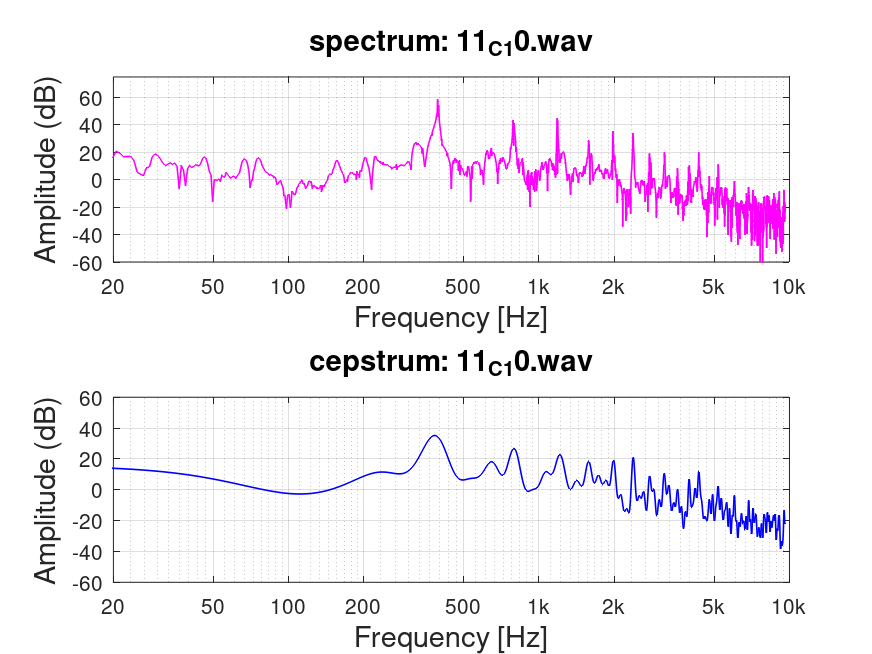 spectrum: 11C10.wav
60
40
20
0
-20
-40
-60
Amplitude (dB)
20 50 100 200 500 1k 2k 5k 10k
Frequency [Hz]
cepstrum: 11C10.wav
60
40
20
0
-20
-40
-60
Amplitude (dB)
20 50 100 200 500 1k 2k 5k 10k
Frequency [Hz]